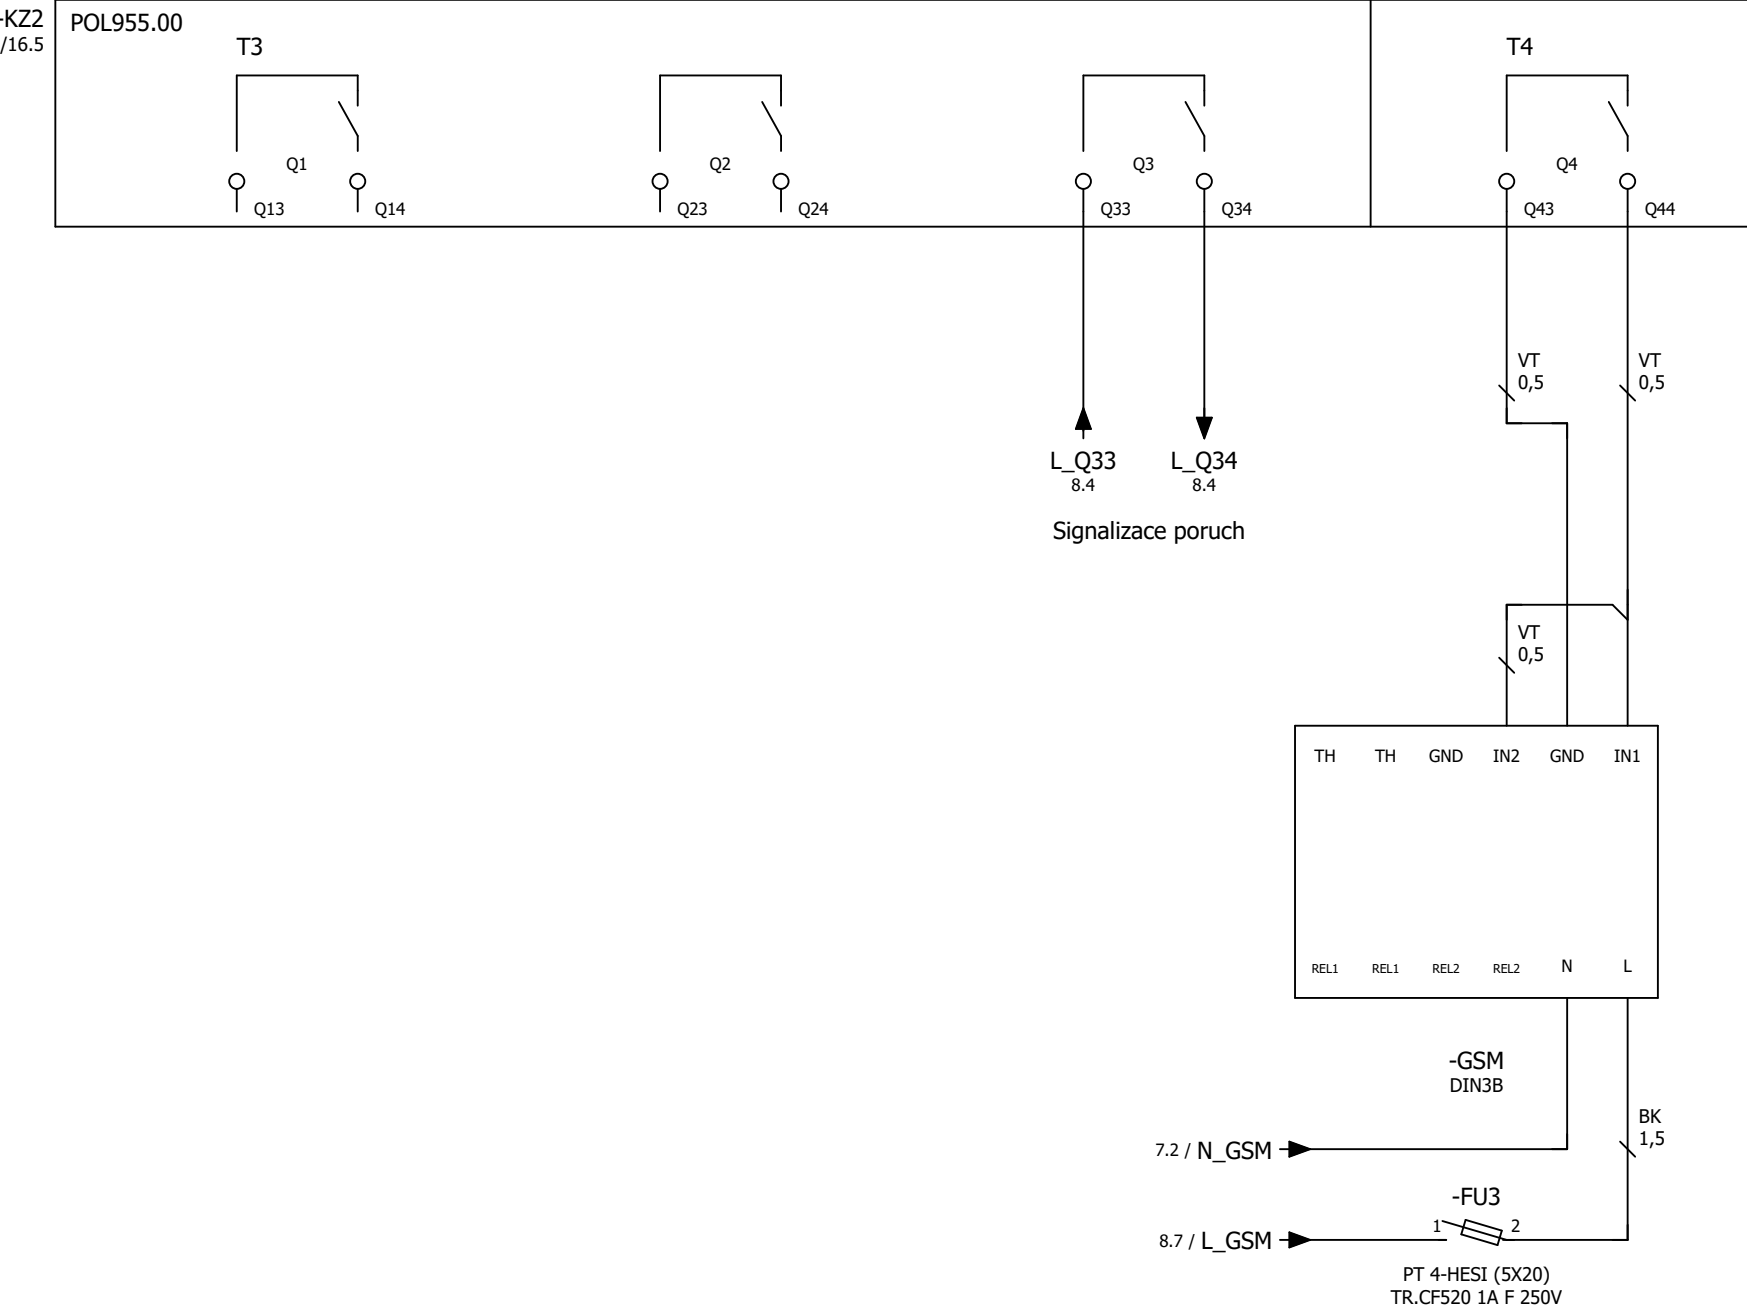 -KZ2
/16.5
POL955.00
T3
T4
Q1
Q2
Q3
Q4
Q13
Q14
Q23
Q24
Q33
Q34
Q43
Q44
VT
0,5
VT
0,5
L_Q33
8.4
L_Q34
8.4
Signalizace poruch
VT
0,5
TH
TH
GND
IN2
GND
IN1
REL1
REL1
REL2
REL2
N
L
-GSM
DIN3B
BK
1,5
7.2 / N_GSM
-FU3
1
2
8.7 / L_GSM
PT 4-HESI (5X20)
TR.CF520 1A F 250V